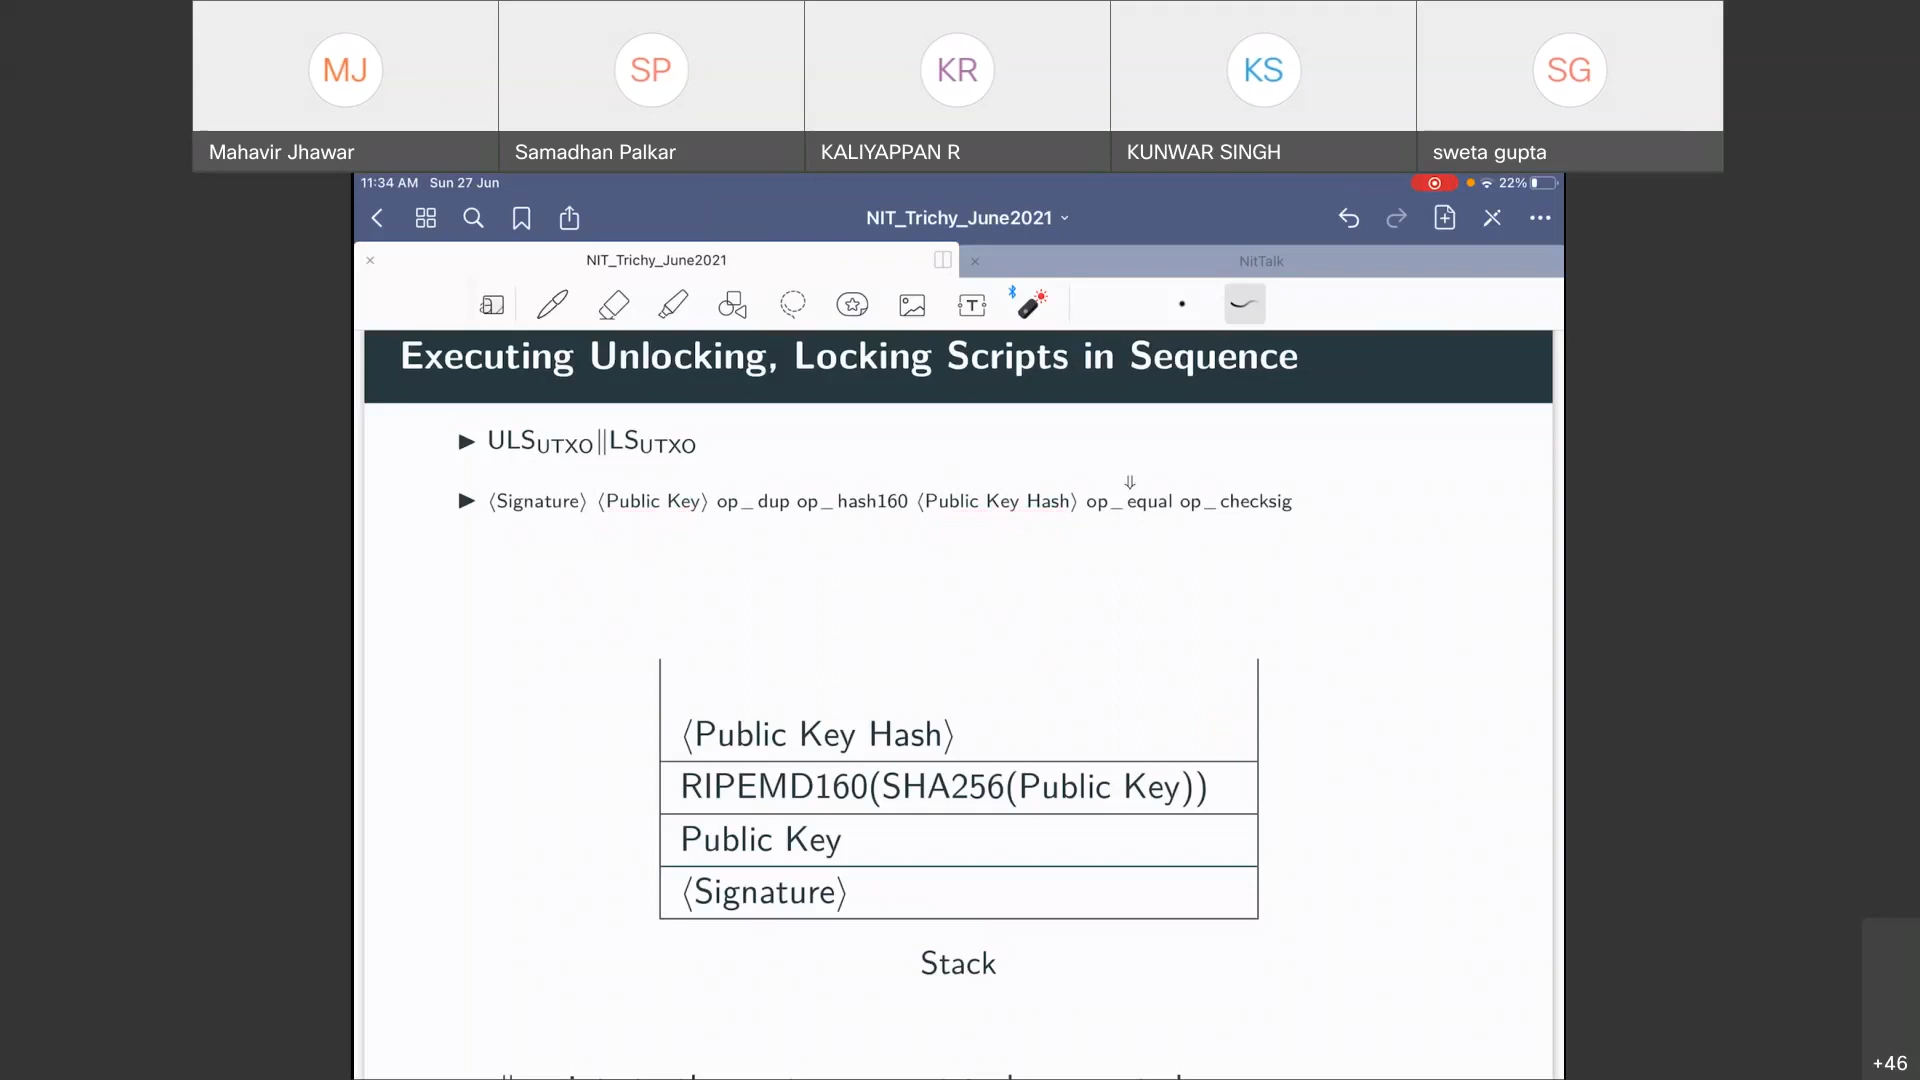 MJ
SP
KR
KS
SG
Mahavir Jhawar
Samadhan Palkar
KALIYAPPAN R
KUNWAR SINGH
sweta gupta
11:34 AM Sun 27 Jun
22%
NIT_Trichy_June2021
NIT_Trichy_June2021
NitTalk
Executing Unlocking, Locking Scripts in Sequence
► ULS_UTXO||LS_UTXO
⇓
► ⟨Signature⟩ ⟨Public Key⟩ op_dup op_hash160 ⟨Public Key Hash⟩ op_equal op_checksig
⟨Public Key Hash⟩
RIPEMD160(SHA256(Public Key))
Public Key
⟨Signature⟩
Stack
+46